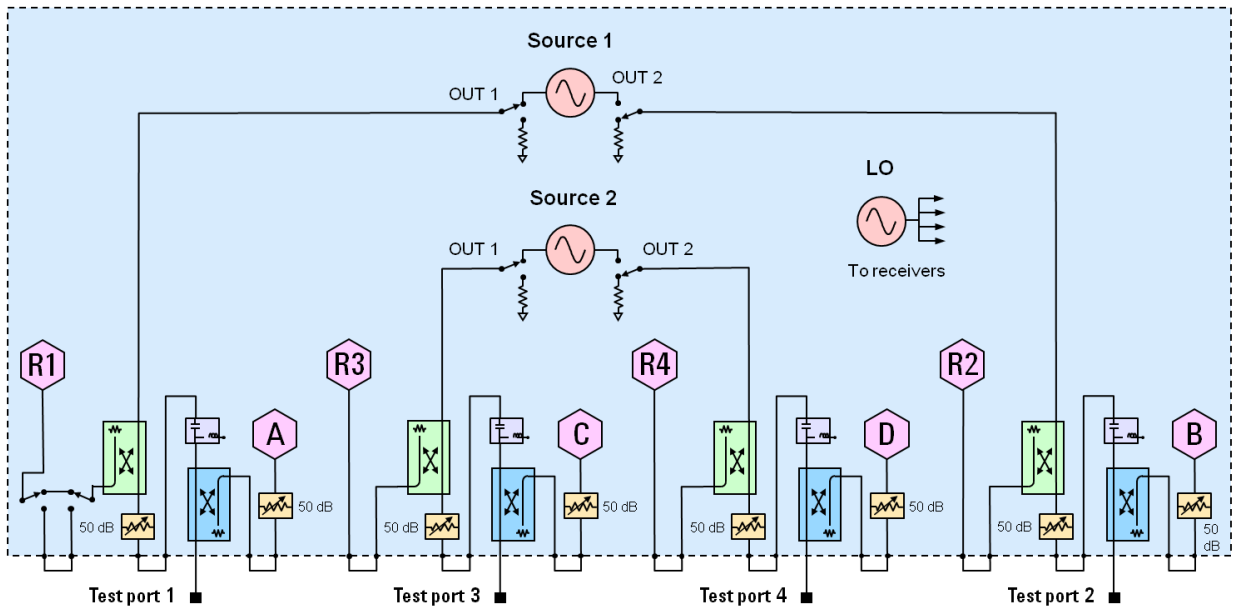 Source 1
OUT 1
OUT 2
LO
Source 2
OUT 1
OUT 2
To receivers
R1
R3
R4
R2
A
C
D
B
50 dB
50 dB
50 dB
50 dB
50 dB
50 dB
50 dB
50
dB
Test port 1
Test port 3
Test port 4
Test port 2